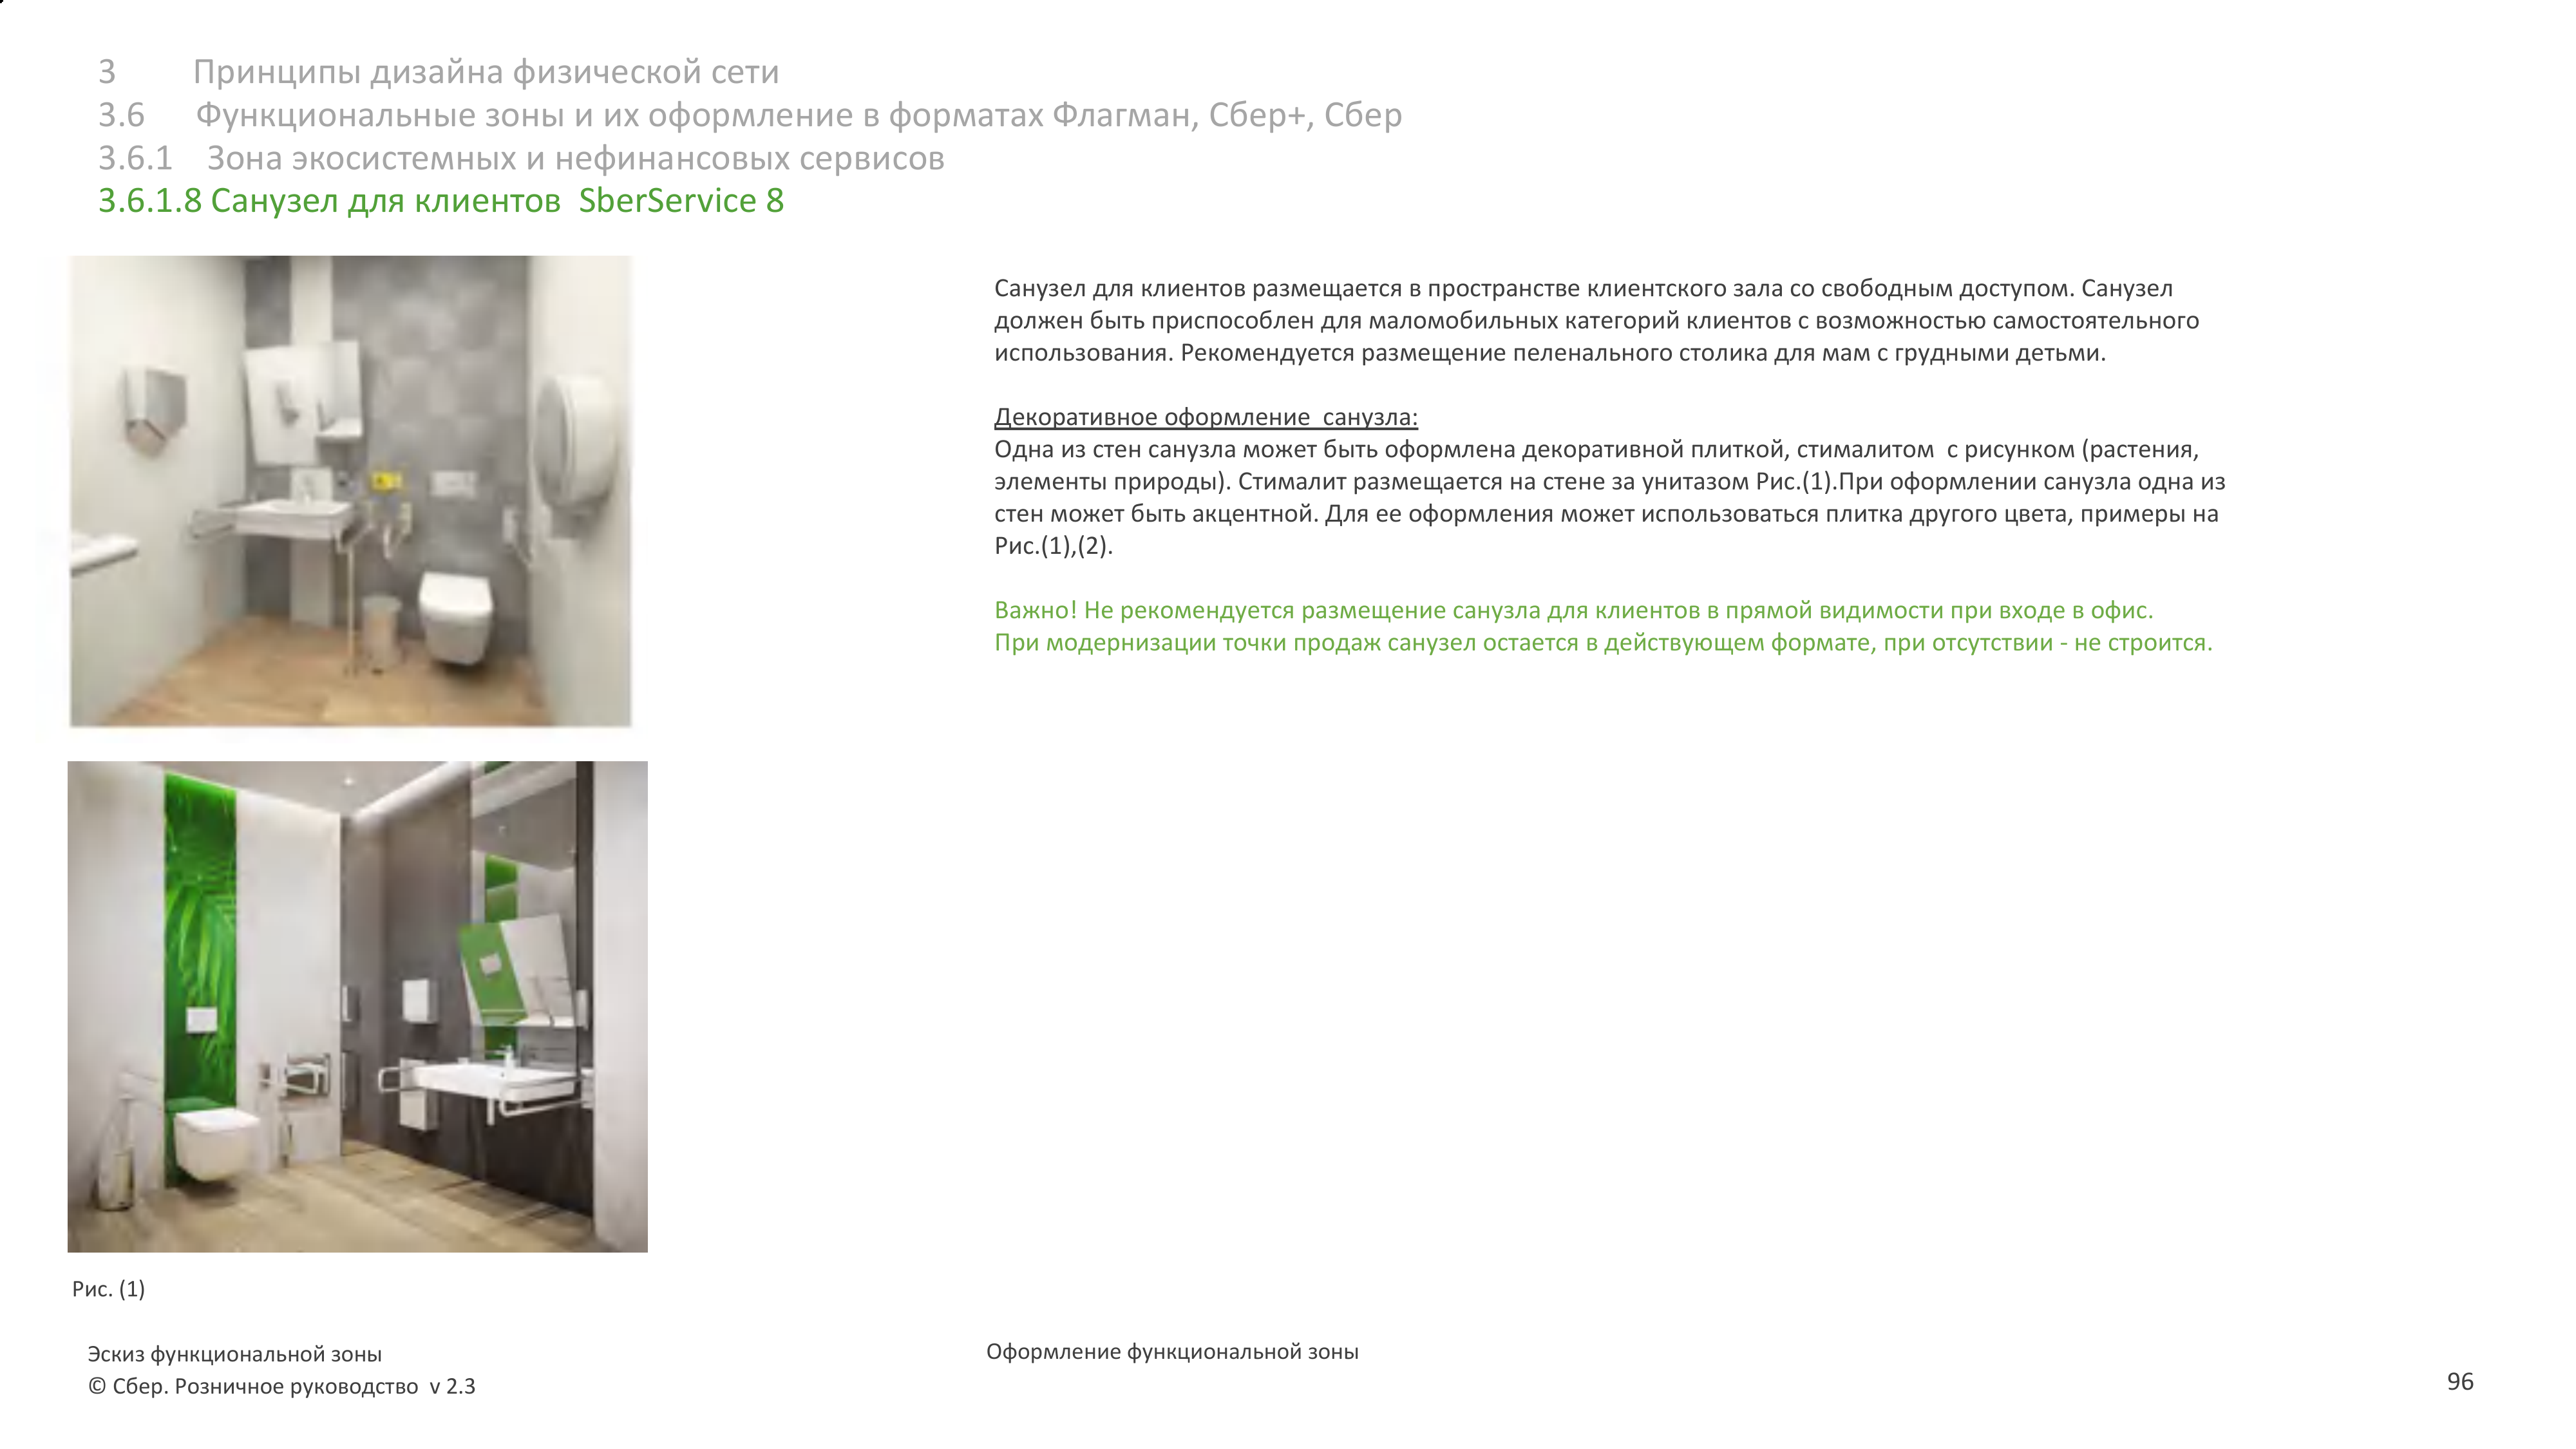 3 Принципы дизайна физической сети
3.6 Функциональные зоны и их оформление в форматах Флагман, Сбер+, Сбер
3.6.1 Зона экосистемных и нефинансовых сервисов
3.6.1.8 Санузел для клиентов SberService 8
Санузел для клиентов размещается в пространстве клиентского зала со свободным доступом. Санузел
должен быть приспособлен для маломобильных категорий клиентов с возможностью самостоятельного
использования. Рекомендуется размещение пеленального столика для мам с грудными детьми.
Декоративное оформление санузла:
Одна из стен санузла может быть оформлена декоративной плиткой, стималитом с рисунком (растения,
элементы природы). Стималит размещается на стене за унитазом Рис.(1).При оформлении санузла одна из
стен может быть акцентной. Для ее оформления может использоваться плитка другого цвета, примеры на
Рис.(1),(2).
Важно! Не рекомендуется размещение санузла для клиентов в прямой видимости при входе в офис.
При модернизации точки продаж санузел остается в действующем формате, при отсутствии - не строится.
Рис. (1)
Эскиз функциональной зоны
© Сбер. Розничное руководство v 2.3
Оформление функциональной зоны
96